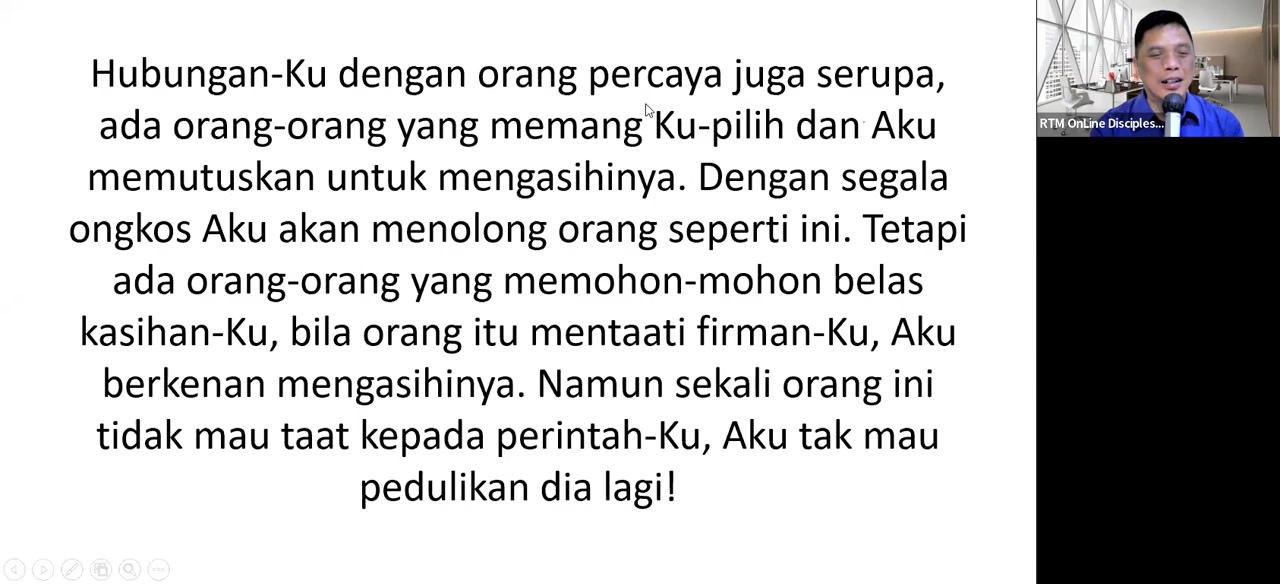 Hubungan-Ku dengan orang percaya juga serupa,
ada orang-orang yang memang Ku-pilih dan Aku
memutuskan untuk mengasihinya. Dengan segala
ongkos Aku akan menolong orang seperti ini. Tetapi
ada orang-orang yang memohon-mohon belas
kasihan-Ku, bila orang itu mentaati firman-Ku, Aku
berkenan mengasihinya. Namun sekali orang ini
tidak mau taat kepada perintah-Ku, Aku tak mau
pedulikan dia lagi!
RTM OnLine Disciples...